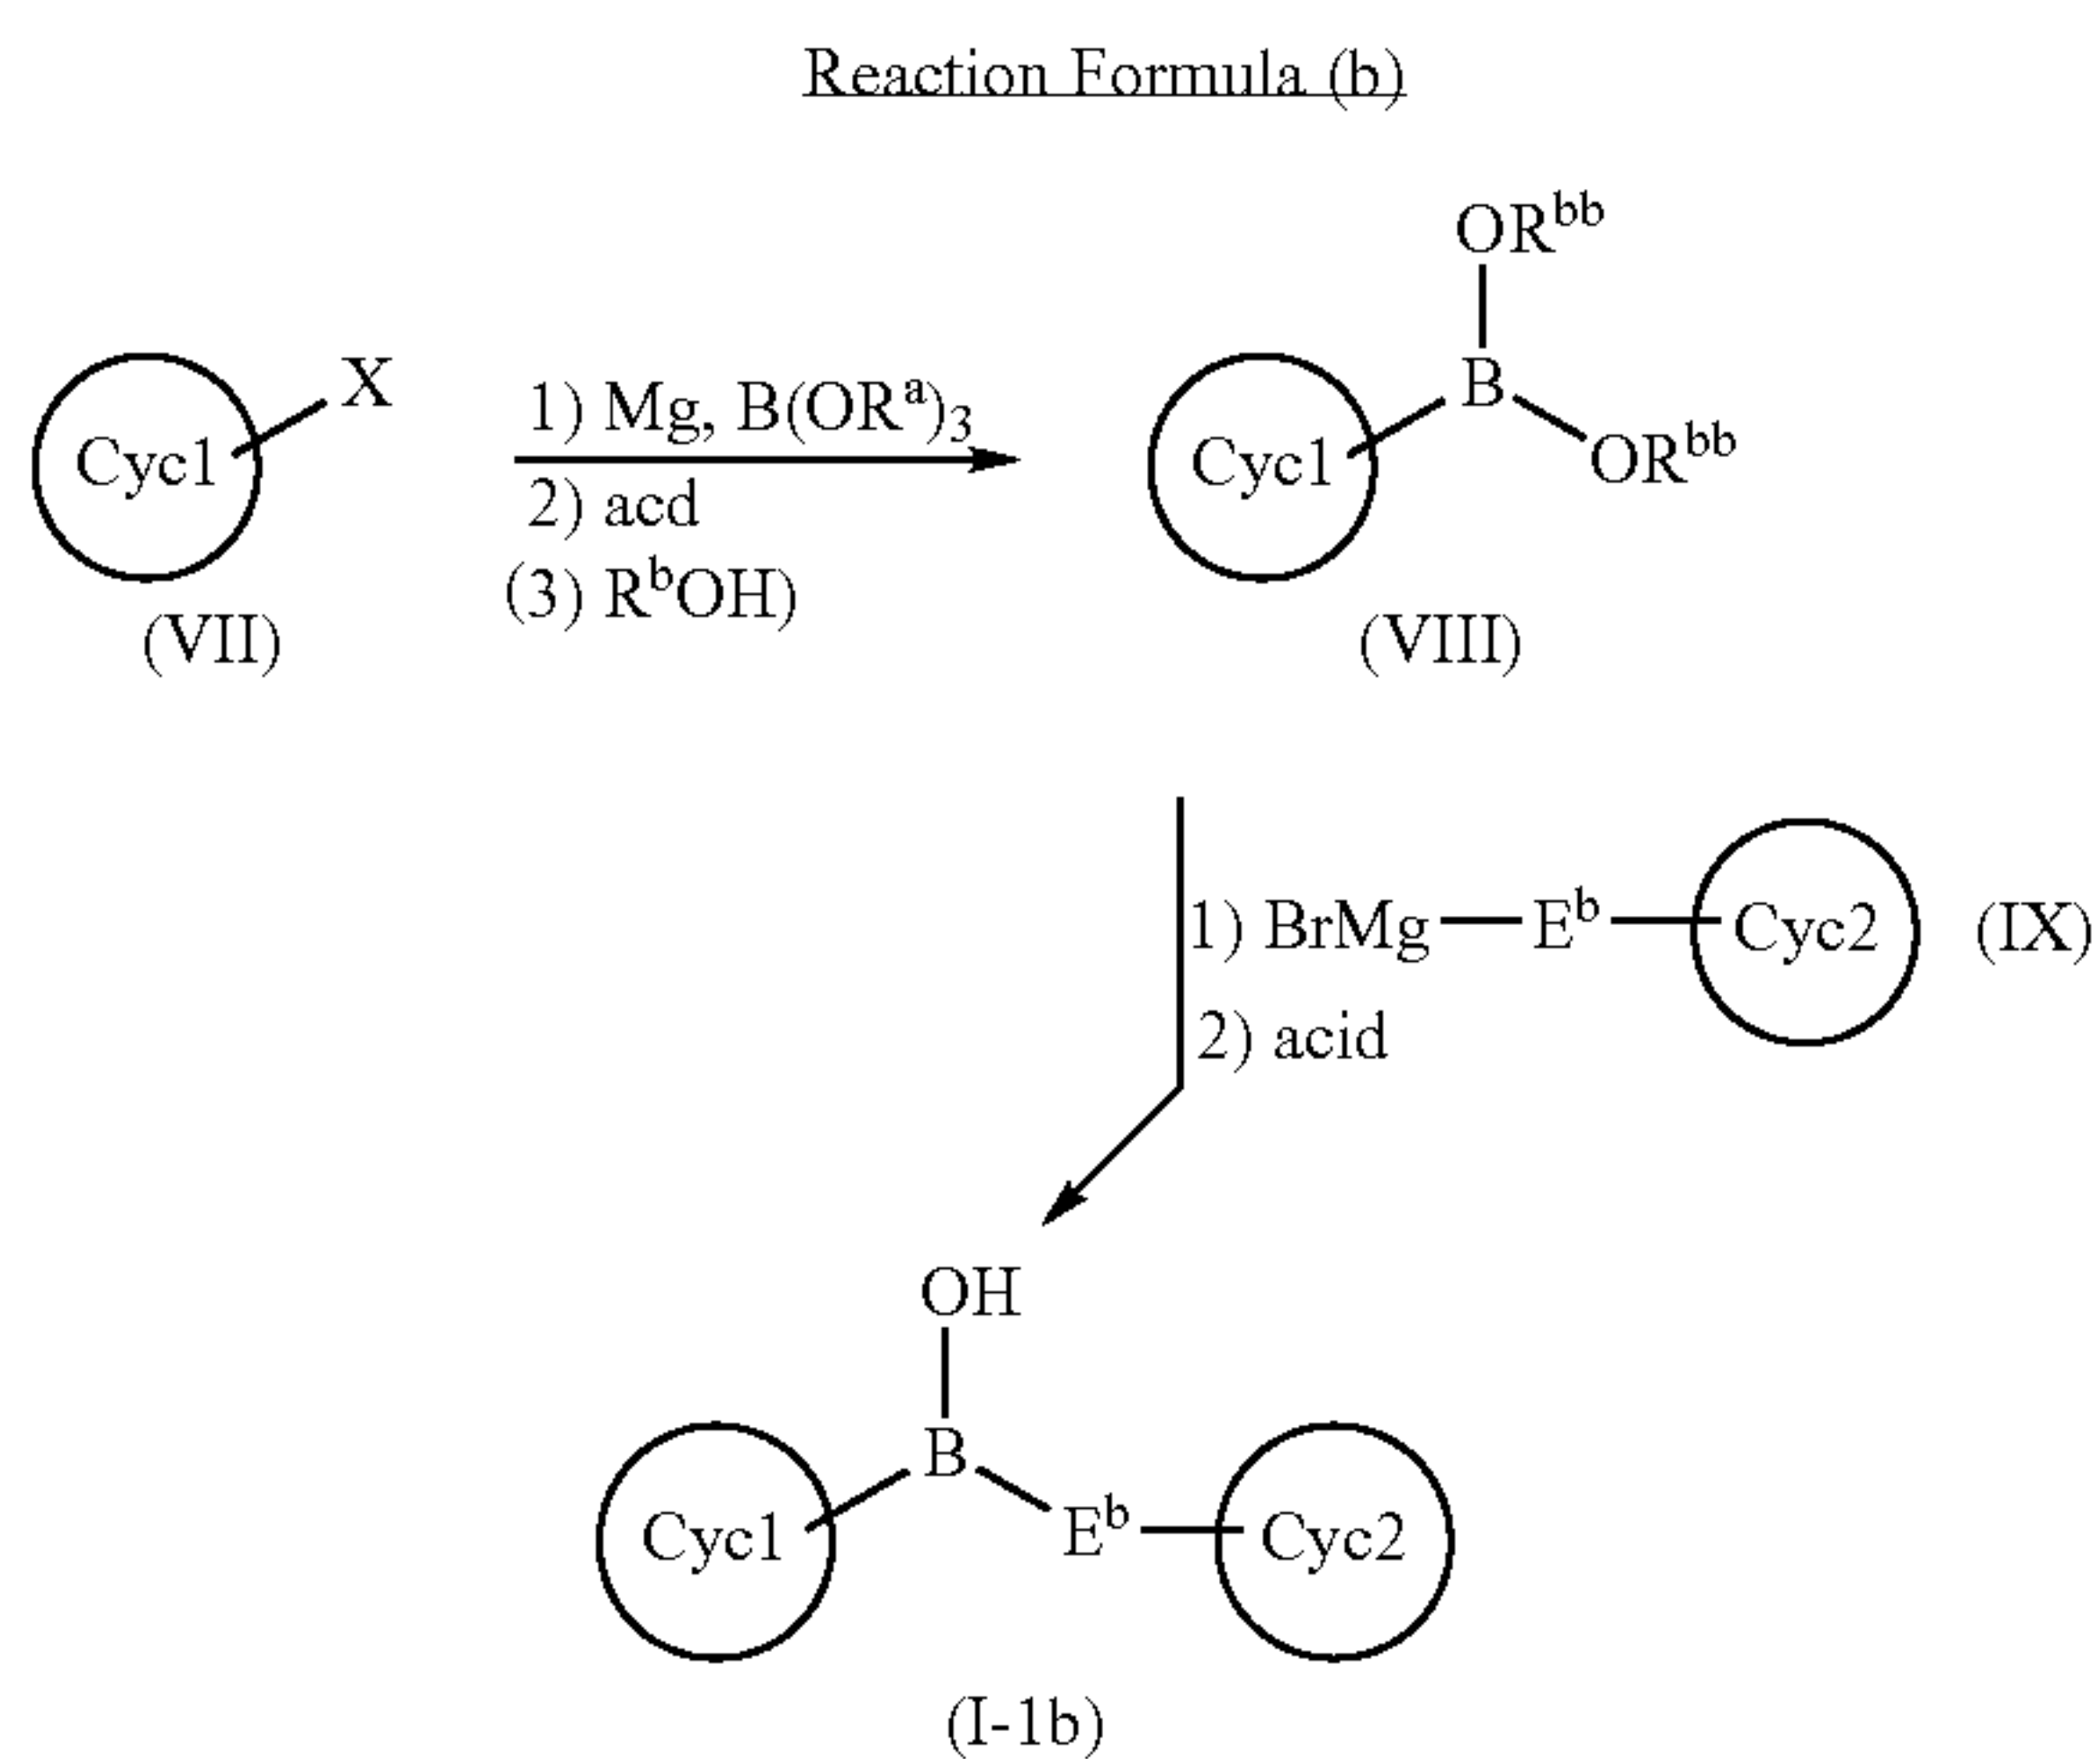 Reaction Formula (b)
OR^bb
X
B
Cyc1
1) Mg, B(OR^a)_3
Cyc1
OR^bb
2) acd
(3) R^bOH)
(VII)
(VIII)
1) BrMg—E^b—Cyc2 (IX)
2) acid
OH
B
Cyc1
E^b
Cyc2
(I-1b)